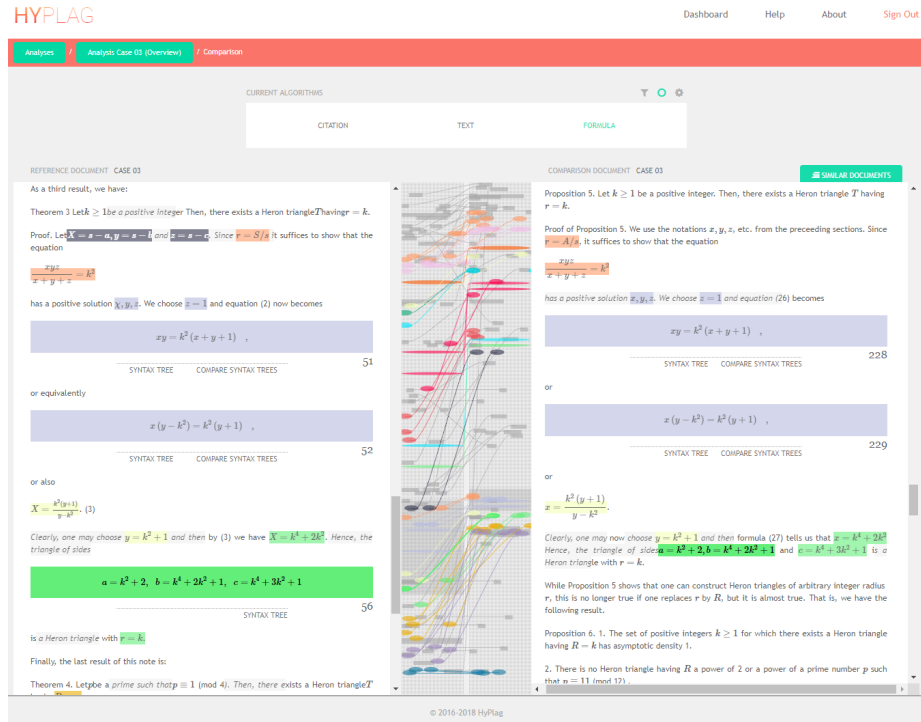 HYPLAG
Dashboard Help About Sign Out
Analyses / Analysis Case 03 (Overview) / Comparison
CURRENT ALGORITHMS
CITATION TEXT FORMULA
REFERENCE DOCUMENT CASE 03
As a third result, we have:
Theorem 3 Letk ≥ 1be a positive integer Then, there exists a Heron triangleThavingr = k.
Proof. LetX = s − a, y = s − b and z = s − c. Since r = S/s it suffices to show that the
equation
xyz
x + y + z = k²
has a positive solution χ, y, z. We choose z = 1 and equation (2) now becomes
xy = k² (x + y + 1) ,
51
SYNTAX TREE COMPARE SYNTAX TREES
or equivalently
x (y − k²) = k² (y + 1) ,
52
SYNTAX TREE COMPARE SYNTAX TREES
or also
X = k²(y+1)
y−k² . (3)
Clearly, one may choose y = k² + 1 and then by (3) we have X = k⁴ + 2k². Hence, the
triangle of sides
a = k² + 2, b = k⁴ + 2k² + 1, c = k⁴ + 3k² + 1
56
SYNTAX TREE
is a Heron triangle with r = k.
Finally, the last result of this note is:
Theorem 4. Letpbe a prime such thatp ≡ 1 (mod 4). Then, there exists a Heron triangleT
COMPARISON DOCUMENT CASE 03
SIMILAR DOCUMENTS
Proposition 5. Let k ≥ 1 be a positive integer. Then, there exists a Heron triangle T having
r = k.
Proof of Proposition 5. We use the notations x, y, z, etc. from the preceeding sections. Since
r = A/s, it suffices to show that the equation
xyz
x + y + z = k²
has a positive solution x, y, z. We choose z = 1 and equation (26) becomes
xy = k² (x + y + 1) ,
228
SYNTAX TREE COMPARE SYNTAX TREES
or
x (y − k²) = k² (y + 1) ,
229
SYNTAX TREE COMPARE SYNTAX TREES
or
x = k² (y + 1)
y − k² .
Clearly, one may now choose y = k² + 1 and then formula (27) tells us that x = k⁴ + 2k²
Hence, the triangle of sidesa = k² + 2, b = k⁴ + 2k² + 1 and c = k⁴ + 3k² + 1 is a
Heron triangle with r = k.
While Proposition 5 shows that one can construct Heron triangles of arbitrary integer radius
r, this is no longer true if one replaces r by R, but it is almost true. That is, we have the
following result.
Proposition 6. 1. The set of positive integers k ≥ 1 for which there exists a Heron triangle
having R = k has asymptotic density 1.
2. There is no Heron triangle having R a power of 2 or a power of a prime number p such
that p ≡ 11 (mod 12) .
© 2016-2018 HyPlag